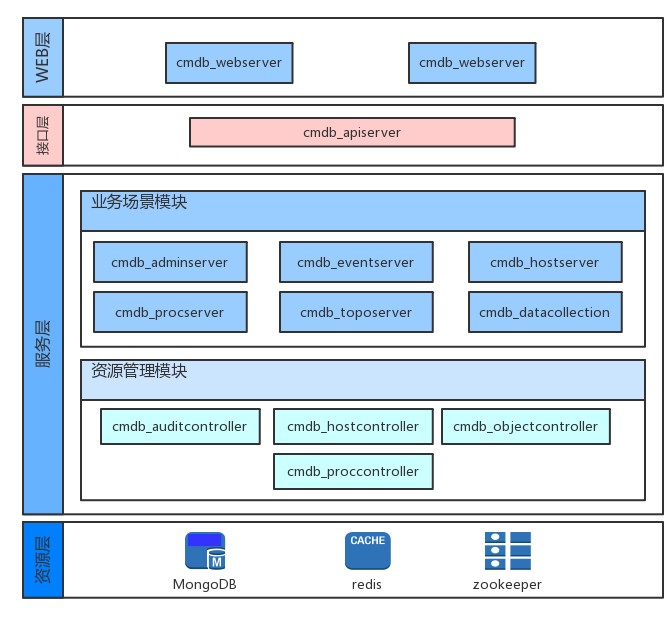 WEB层
cmdb_webserver
cmdb_webserver
接口层
cmdb_apiserver
服务层
业务场景模块
cmdb_adminserver
cmdb_eventserver
cmdb_hostserver
cmdb_procserver
cmdb_toposerver
cmdb_datacollection
资源管理模块
cmdb_auditcontroller
cmdb_hostcontroller
cmdb_objectcontroller
cmdb_proccontroller
资源层
M
CACHE
MongoDB
redis
zookeeper